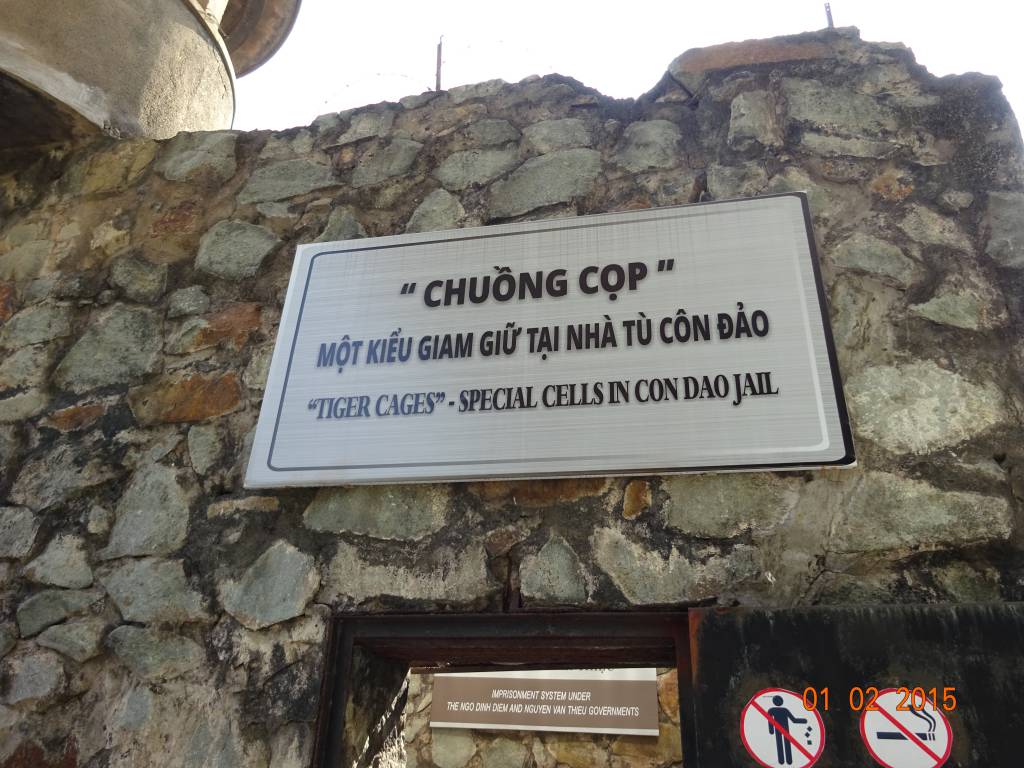 “ CHUỒNG CỌP ”
MỘT KIỂU GIAM GIỮ TẠI NHÀ TÙ CÔN ĐẢO
“TIGER CAGES” - SPECIAL CELLS IN CON DAO JAIL
IMPRISONMENT SYSTEM UNDER
THE NGO DINH DIEM AND NGUYEN VAN THIEU GOVERNMENTS
01 02 2015